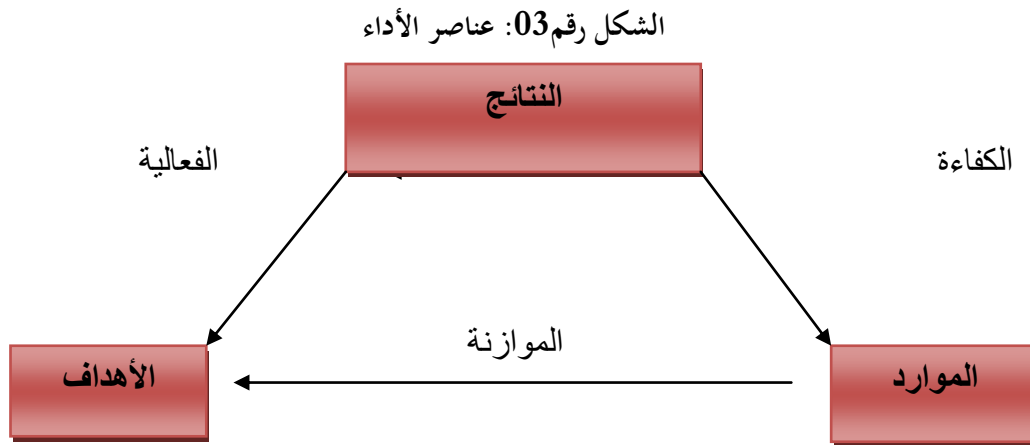 الشكل رقم03: عناصر الأداء
النتائج
الكفاءة
الفعالية
الموازنة
الموارد
الأهداف